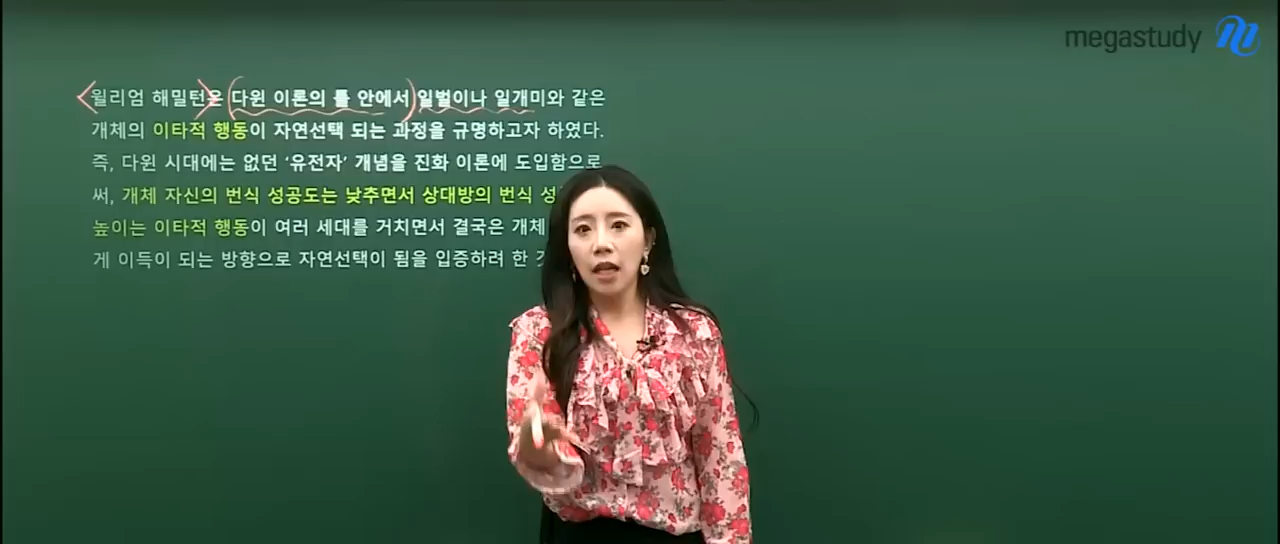 megastudy
윌리엄 해밀턴은 다윈 이론의 틀 안에서 일벌이나 일개미와 같은
개체의 이타적 행동이 자연선택 되는 과정을 규명하고자 하였다.
즉, 다윈 시대에는 없던 ‘유전자’ 개념을 진화 이론에 도입함으로
써, 개체 자신의 번식 성공도는 낮추면서 상대방의 번식
높이는 이타적 행동이 여러 세대를 거치면서 결국은 개체
게 이득이 되는 방향으로 자연선택이 됨을 입증하려 한